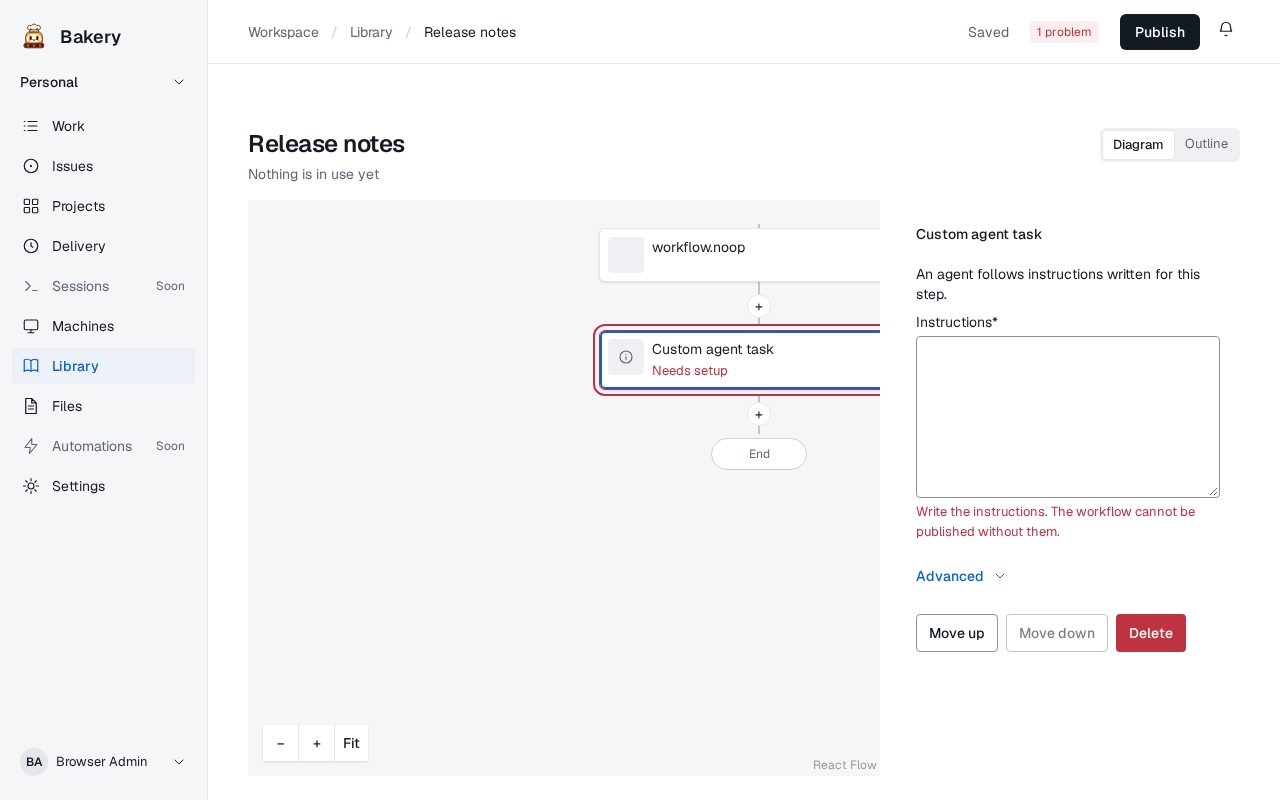 Bakery
Workspace / Library / Release notes
Saved
1 problem
Publish
Personal
Work
Issues
Projects
Delivery
Sessions Soon
Machines
Library
Files
Automations Soon
Settings
BA Browser Admin
Release notes
Nothing is in use yet
Diagram
Outline
workflow.noop
+
Custom agent task
Needs setup
+
End
− + Fit
React Flow
Custom agent task
An agent follows instructions written for this
step.
Instructions*
Write the instructions. The workflow cannot be
published without them.
Advanced
Move up
Move down
Delete